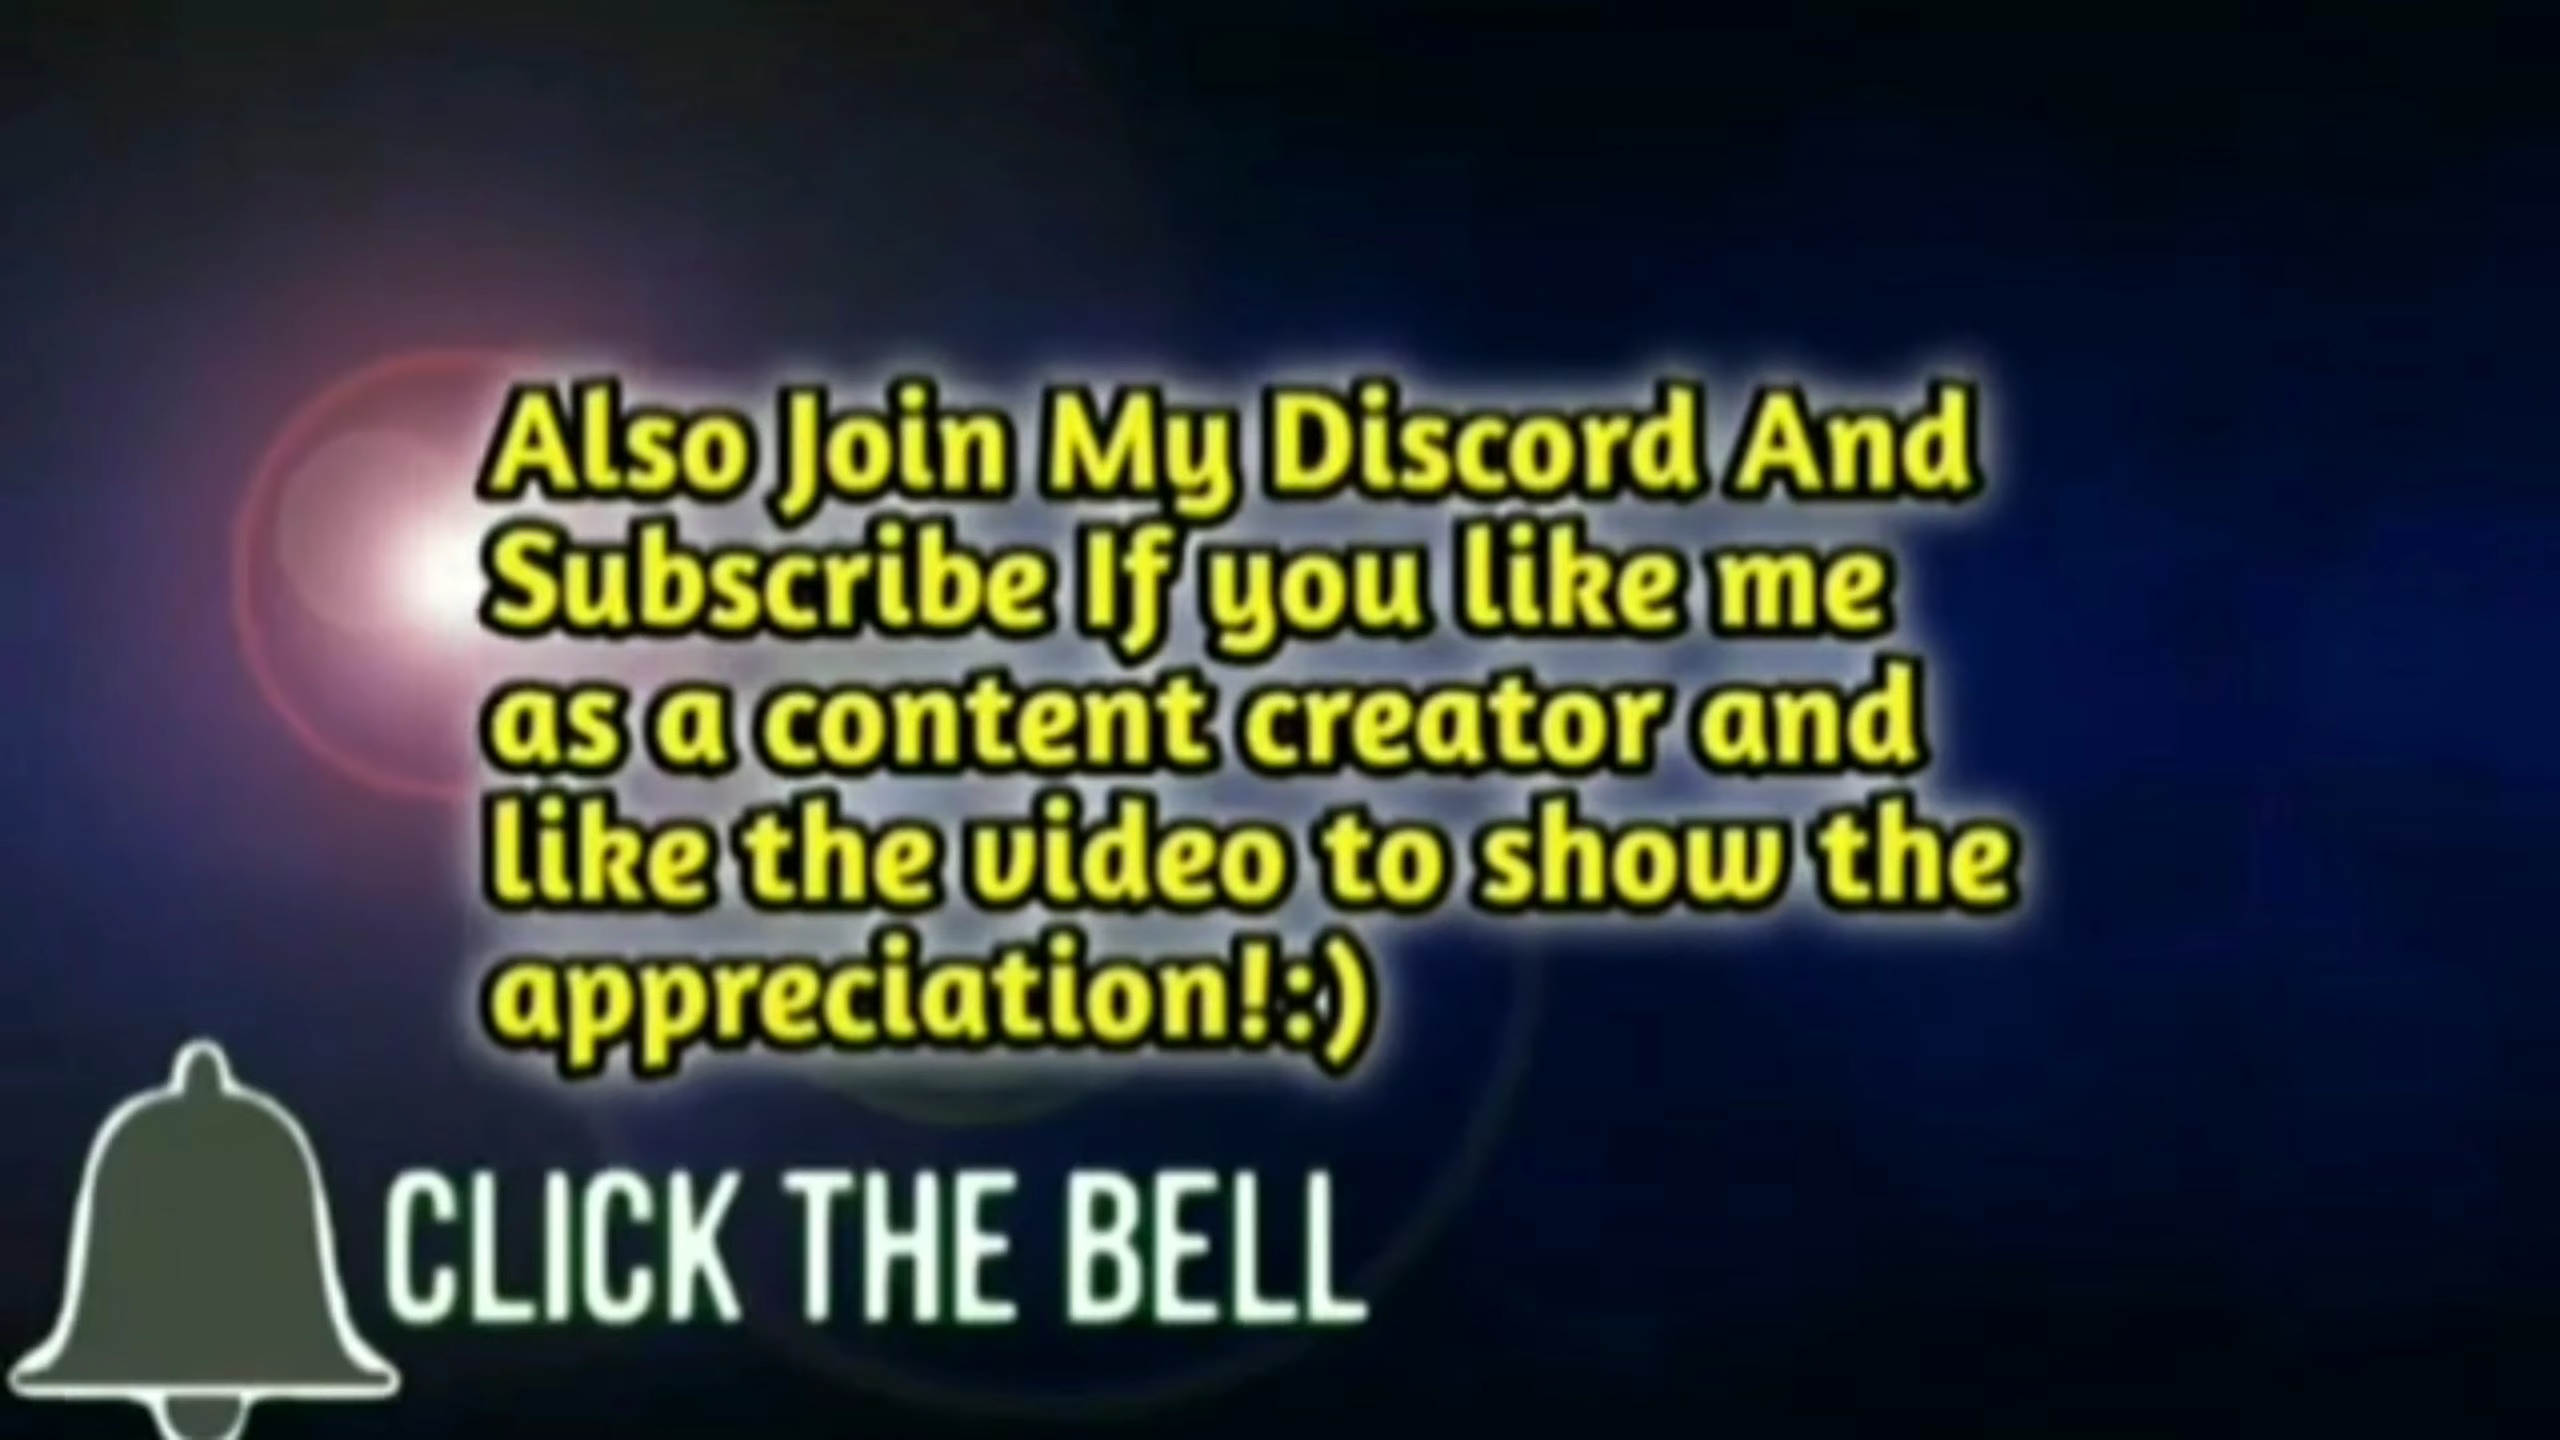 Also Join My Discord And
Subscribe If you like me
as a content creator and
like the video to show the
appreciation!:)
CLICK THE BELL